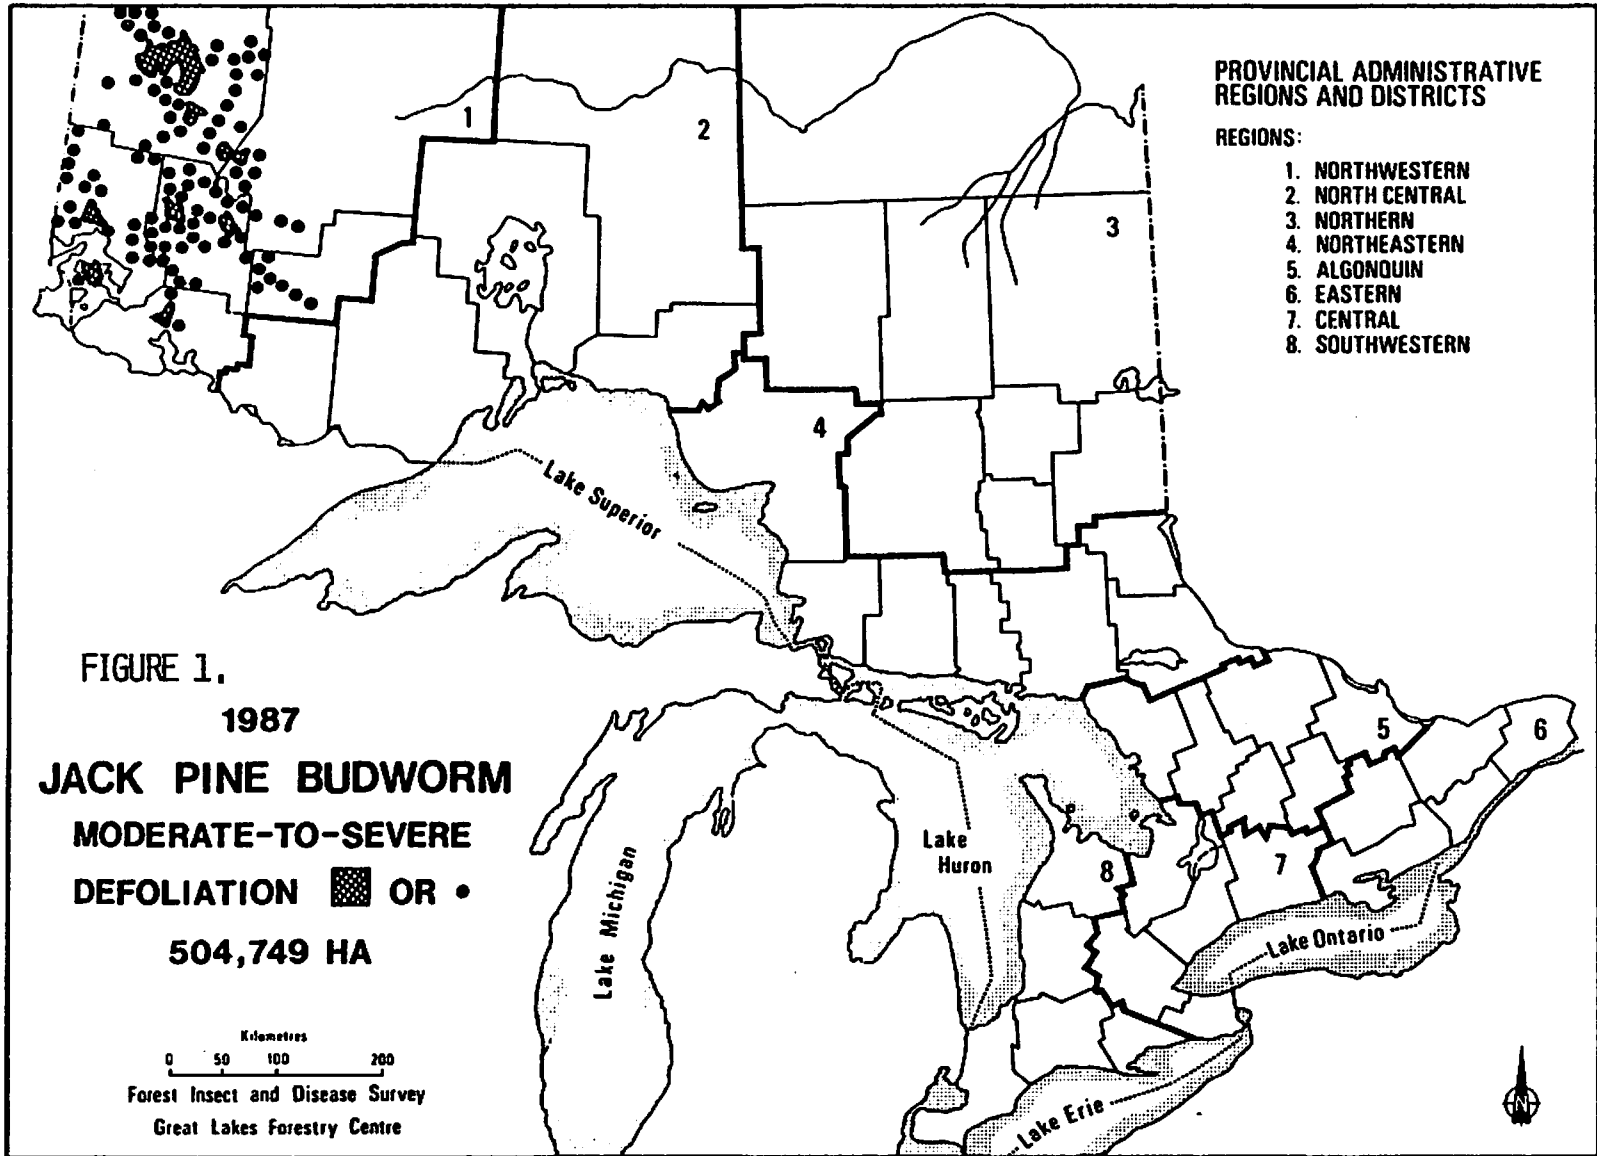 PROVINCIAL ADMINISTRATIVE
REGIONS AND DISTRICTS
REGIONS:
1. NORTHWESTERN
2. NORTH CENTRAL
3. NORTHERN
4. NORTHEASTERN
5. ALGONQUIN
6. EASTERN
7. CENTRAL
8. SOUTHWESTERN
1
2
3
4
5
6
7
8
Lake Superior
Lake Michigan
Lake
Huron
Lake Ontario
Lake Erie
FIGURE 1.
1987
JACK PINE BUDWORM
MODERATE-TO-SEVERE
DEFOLIATION OR •
504,749 HA
Kilometres
0 50 100 200
Forest Insect and Disease Survey
Great Lakes Forestry Centre
N